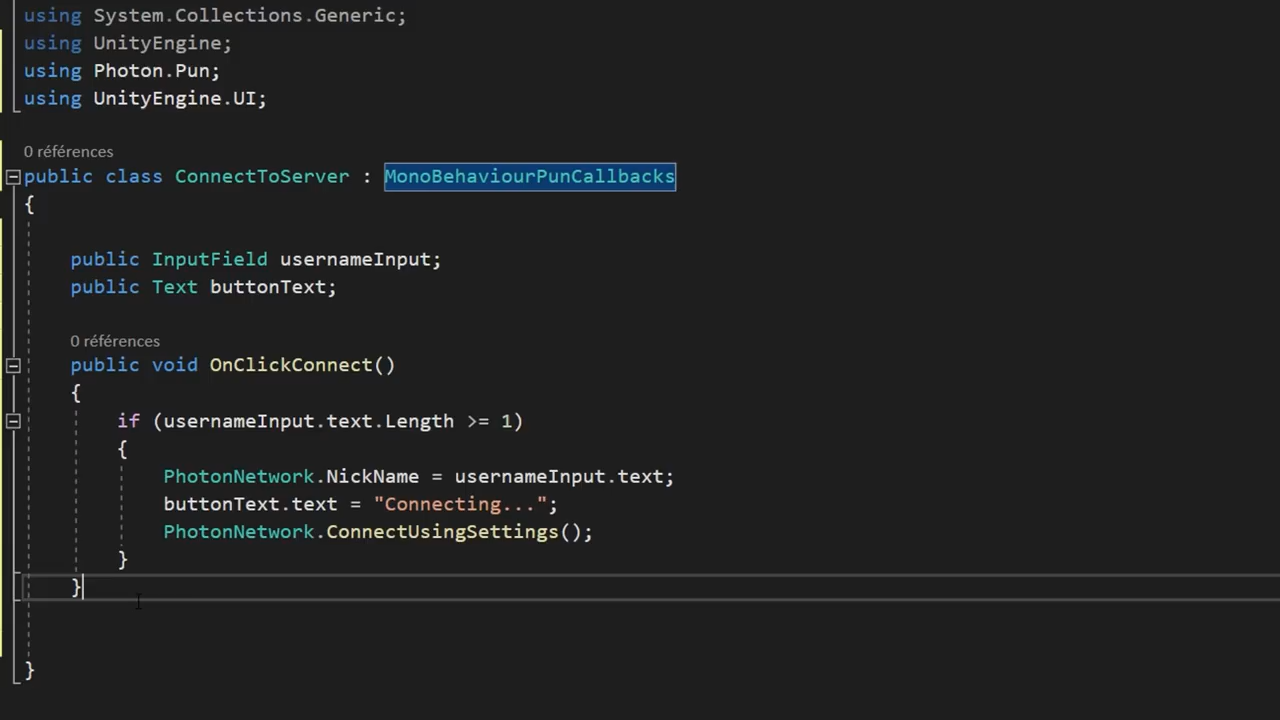 using System.Collections.Generic;
using UnityEngine;
using Photon.Pun;
using UnityEngine.UI;
0 références
public class ConnectToServer : MonoBehaviourPunCallbacks
{
public InputField usernameInput;
public Text buttonText;
0 références
public void OnClickConnect()
{
if (usernameInput.text.Length >= 1)
{
PhotonNetwork.NickName = usernameInput.text;
buttonText.text = "Connecting...";
PhotonNetwork.ConnectUsingSettings();
}
}
}